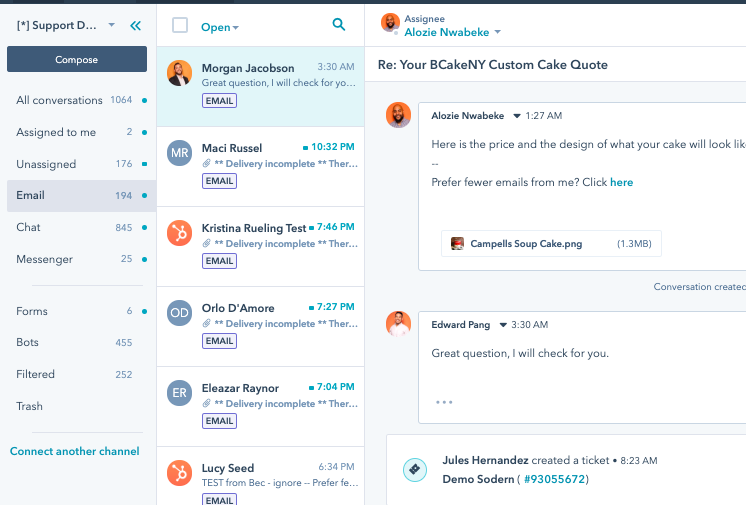 [*] Support D...
Compose
All conversations 1064
Assigned to me 2
Unassigned 176
Email 194
Chat 845
Messenger 25
Forms 6
Bots 455
Filtered 252
Trash
Connect another channel
Open
Morgan Jacobson 3:30 AM
Great question, I will check for yo...
EMAIL
MR
Maci Russel 10:32 PM
** Delivery incomplete ** Ther...
EMAIL
Kristina Rueling Test 7:46 PM
** Delivery incomplete ** Ther...
EMAIL
OD
Orlo D'Amore 7:27 PM
** Delivery incomplete ** Ther...
EMAIL
ER
Eleazar Raynor 7:04 PM
** Delivery incomplete ** Ther...
EMAIL
Lucy Seed 6:34 PM
TEST from Bec - ignore -- Prefer fe...
EMAIL
Assignee
Alozie Nwabeke
Re: Your BCakeNY Custom Cake Quote
Alozie Nwabeke 1:27 AM
Here is the price and the design of what your cake will look like
--
Prefer fewer emails from me? Click here
Campells Soup Cake.png (1.3MB)
Conversation created
Edward Pang 3:30 AM
Great question, I will check for you.
Jules Hernandez created a ticket • 8:23 AM
Demo Sodern ( #93055672)